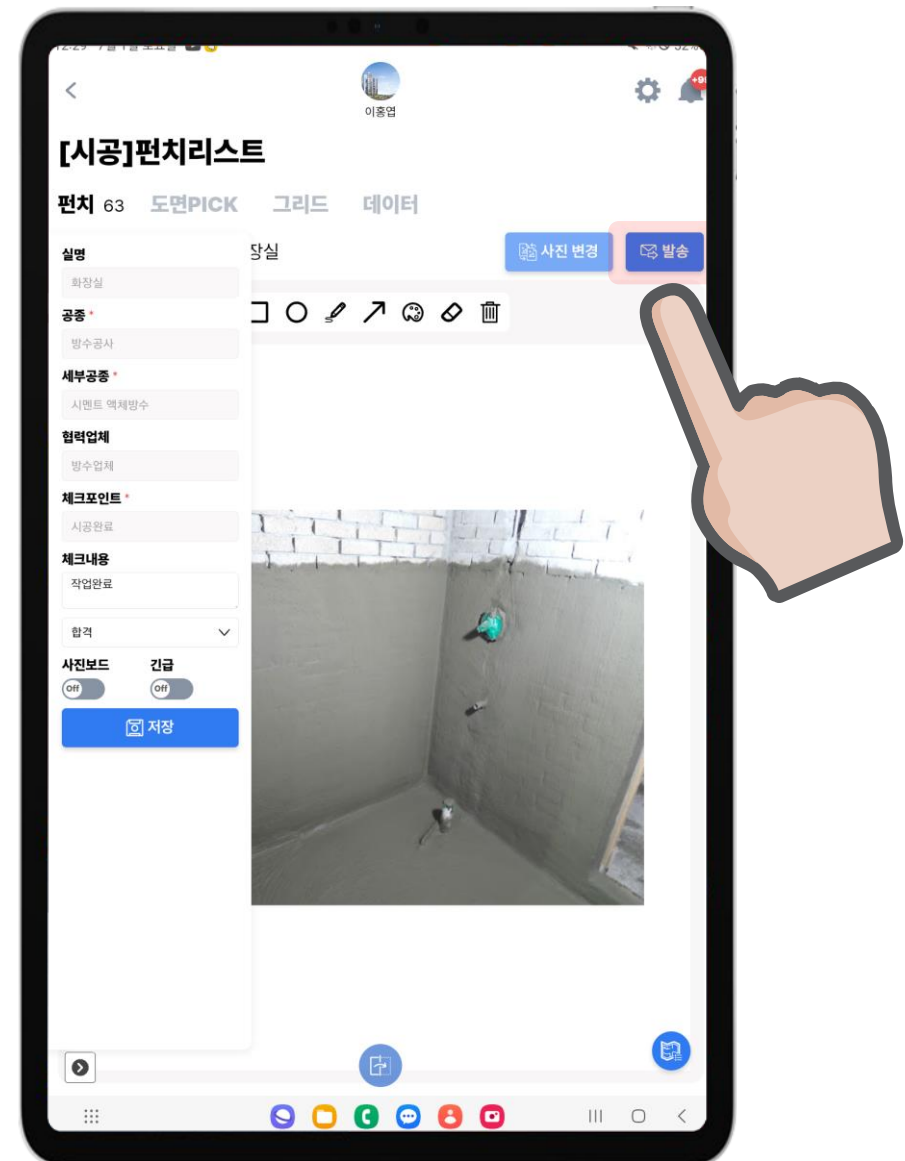 이홍엽
[시공]펀치리스트
펀치 63 도면PICK 그리드 데이터
실명
장실
사진 변경
발송
화장실
공종 *
방수공사
세부공종 *
시멘트 액체방수
협력업체
방수업체
체크포인트 *
시공완료
체크내용
작업완료
합격
사진보드 긴급
Off Off
저장